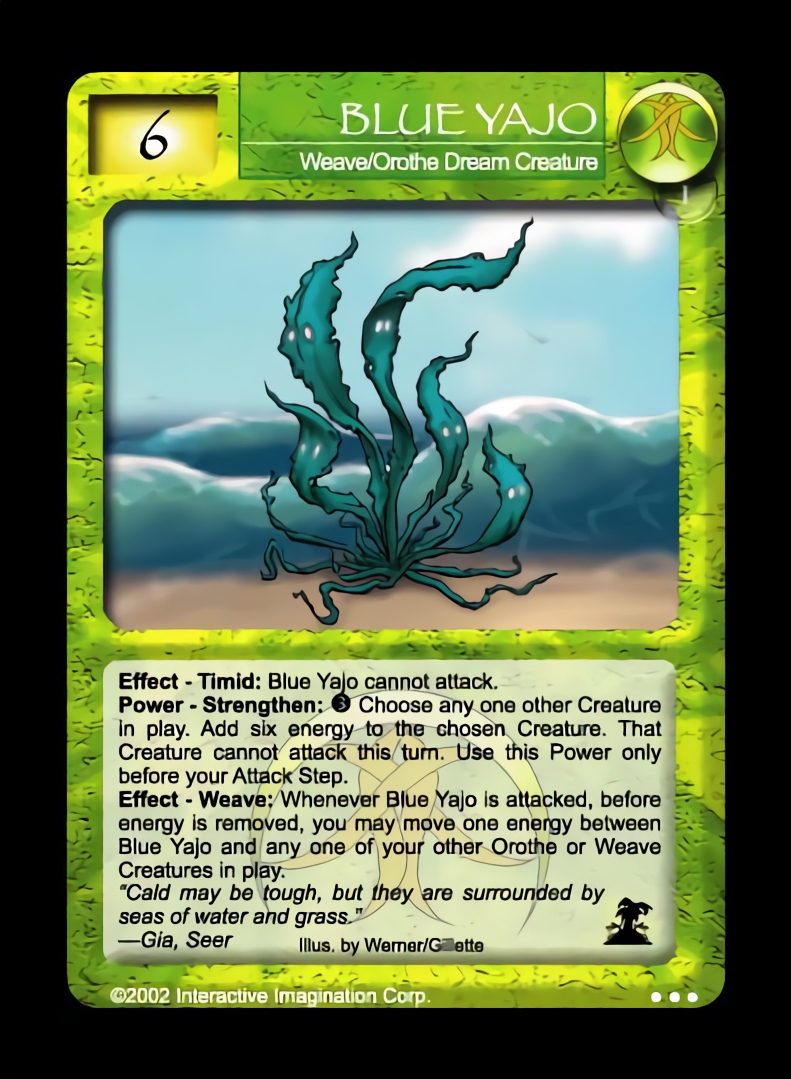 6
BLUE YAJO
Weave/Orothe Dream Creature
1
Effect - Timid: Blue Yajo cannot attack.
Power - Strengthen: ❸ Choose any one other Creature
in play. Add six energy to the chosen Creature. That
Creature cannot attack this turn. Use this Power only
before your Attack Step.
Effect - Weave: Whenever Blue Yajo is attacked, before
energy is removed, you may move one energy between
Blue Yajo and any one of your other Orothe or Weave
Creatures in play.
"Cald may be tough, but they are surrounded by
seas of water and grass."
—Gia, Seer
Illus. by
©2002 Interactive Imagination Corp.